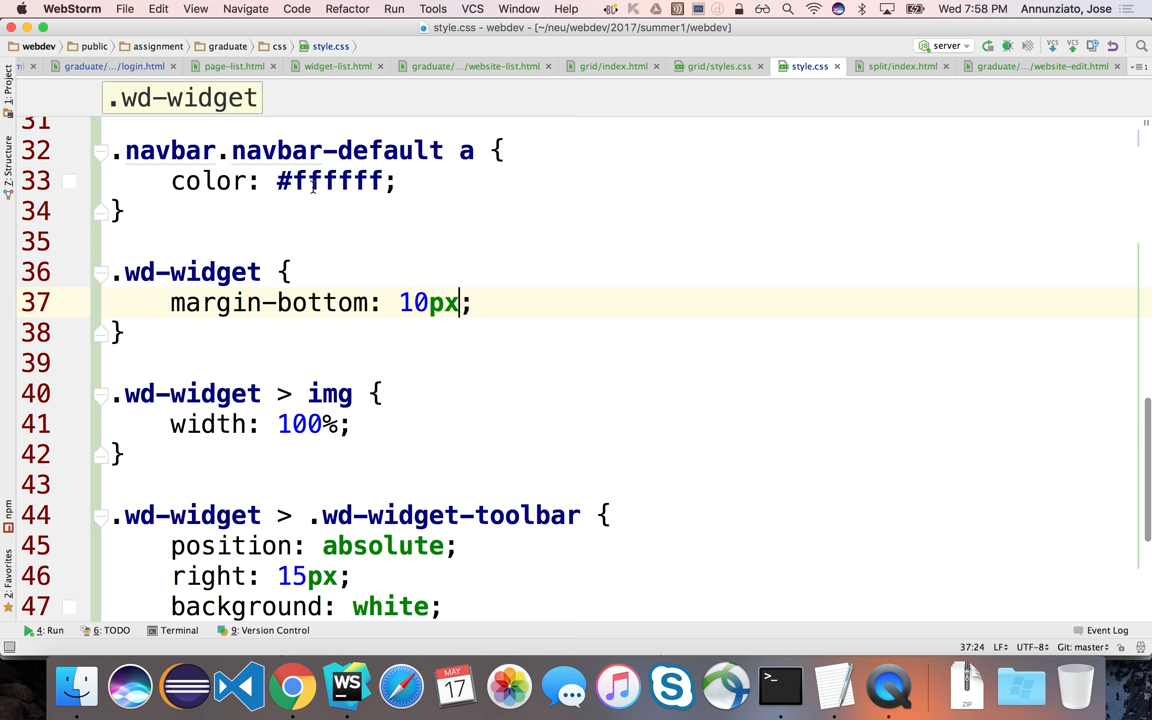 WebStorm File Edit View Navigate Code Refactor Run Tools VCS Window Help Wed 7:58 PM Annunziato, Jose
style.css - webdev - [~/neu/webdev/2017/summer1/webdev]
webdev public assignment graduate css style.css server VCS VCS
ml graduate/.../login.html page-list.html widget-list.html graduate/.../website-list.html grid/index.html grid/styles.css style.css split/index.html graduate/.../website-edit.html
.wd-widget
31
32 .navbar.navbar-default a {
33 color: #ffffff;
34 }
35
36 .wd-widget {
37 margin-bottom: 10px;
38 }
39
40 .wd-widget > img {
41 width: 100%;
42 }
43
44 .wd-widget > .wd-widget-toolbar {
45 position: absolute;
46 right: 15px;
47 background: white;
1: Project
7: Structure
npm
2: Favorites
4: Run 6: TODO Terminal 9: Version Control Event Log
37:24 LF UTF-8 Git: master
WS
MAY
17
ZIP